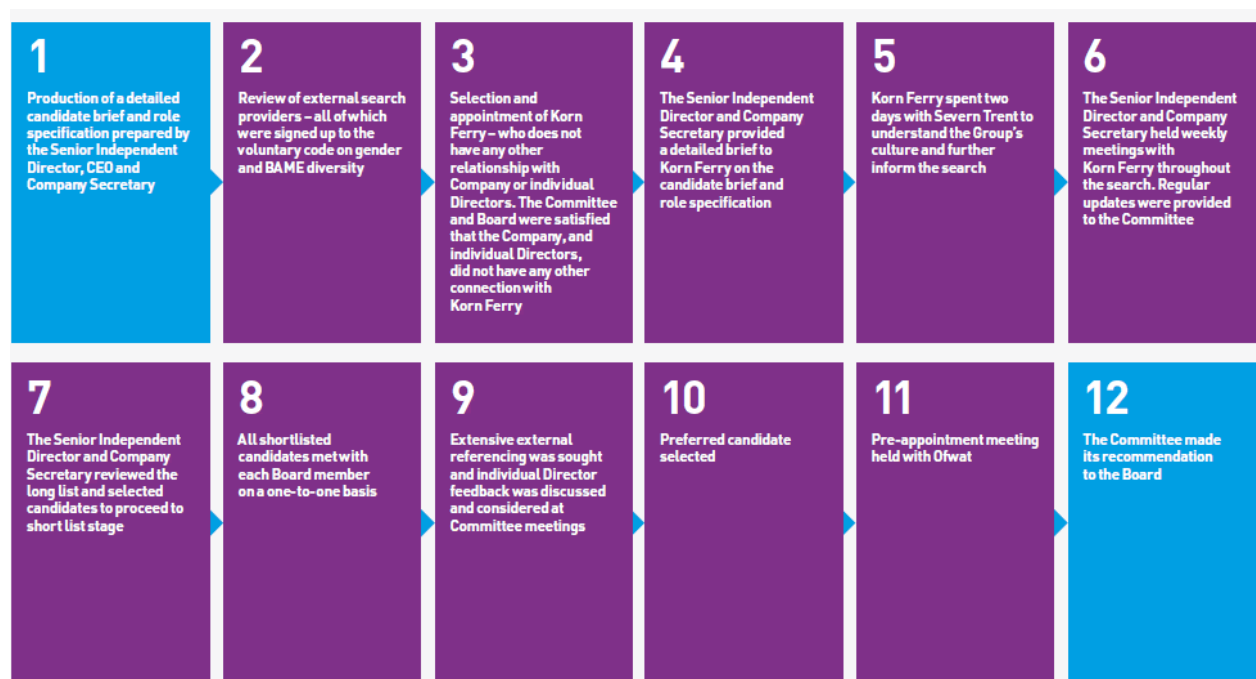 1
Production of a detailed
candidate brief and role
specification prepared by
the Senior Independent
Director, CEO and
Company Secretary
2
Review of external search
providers – all of which
were signed up to the
voluntary code on gender
and BAME diversity
3
Selection and
appointment of Korn
Ferry – who does not
have any other
relationship with
Company or individual
Directors. The Committee
and Board were satisfied
that the Company, and
individual Directors,
did not have any other
connection with
Korn Ferry
4
The Senior Independent
Director and Company
Secretary provided
a detailed brief to
Korn Ferry on the
candidate brief and
role specification
5
Korn Ferry spent two
days with Severn Trent to
understand the Group's
culture and further
inform the search
6
The Senior Independent
Director and Company
Secretary held weekly
meetings with
Korn Ferry throughout
the search. Regular
updates were provided
to the Committee
7
The Senior Independent
Director and Company
Secretary reviewed the
long list and selected
candidates to proceed to
short list stage
8
All shortlisted
candidates met with
each Board member
on a one-to-one basis
9
Extensive external
referencing was sought
and individual Director
feedback was discussed
and considered at
Committee meetings
10
Preferred candidate
selected
11
Pre-appointment meeting
held with Ofwat
12
The Committee made
its recommendation
to the Board